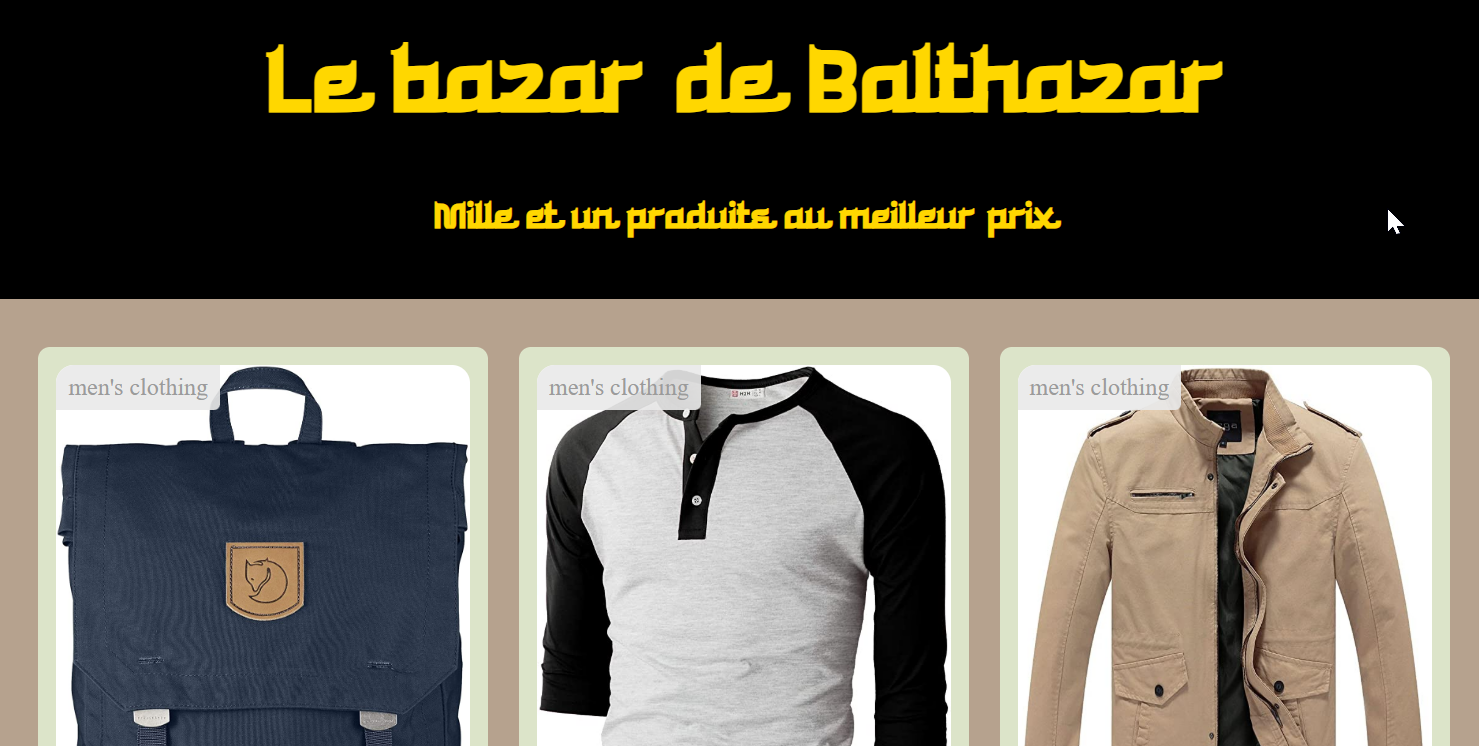 Le bazar de Balthazar
Mille et un produits au meilleur prix
men's clothing
men's clothing
men's clothing